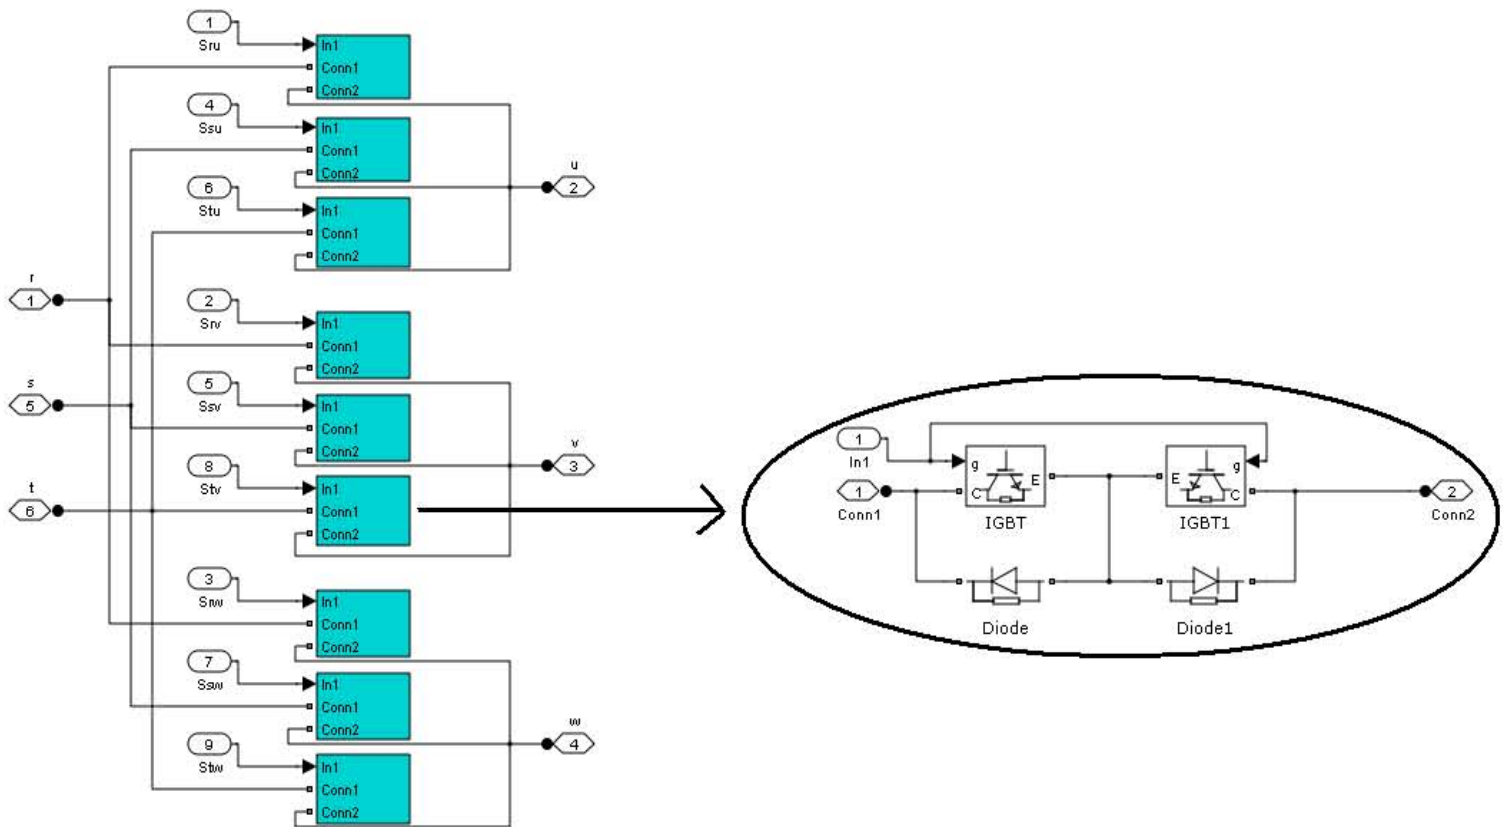 1
Sru
In1
Conn1
Conn2
4
Ssu
In1
Conn1
Conn2
u
2
6
Stu
In1
Conn1
Conn2
r
1
2
Srv
In1
Conn1
Conn2
s
5
5
Ssv
In1
Conn1
Conn2
v
3
8
Stv
In1
Conn1
Conn2
t
6
3
Srw
In1
Conn1
Conn2
7
Ssw
In1
Conn1
Conn2
w
4
9
Stw
In1
Conn1
Conn2
1
In1
g
C
E
IGBT
E
g
C
IGBT1
1
Conn1
2
Conn2
Diode
Diode1